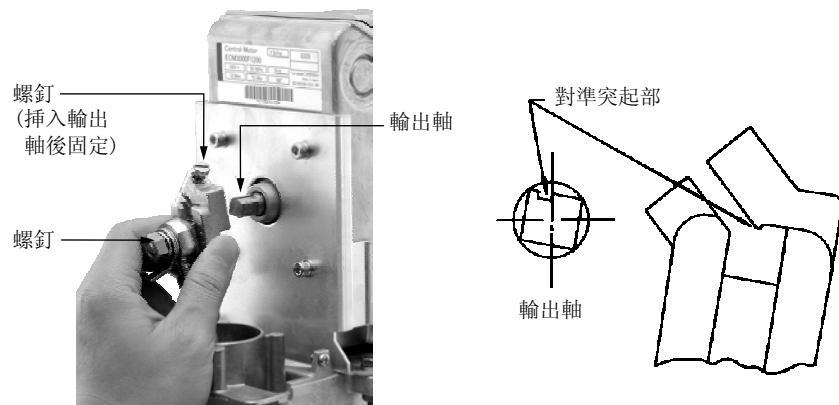 Control Motor
ECM3000F1200
螺釘
(挿入輸出
軸後固定)
輸出軸
螺釘
對準突起部
輸出軸